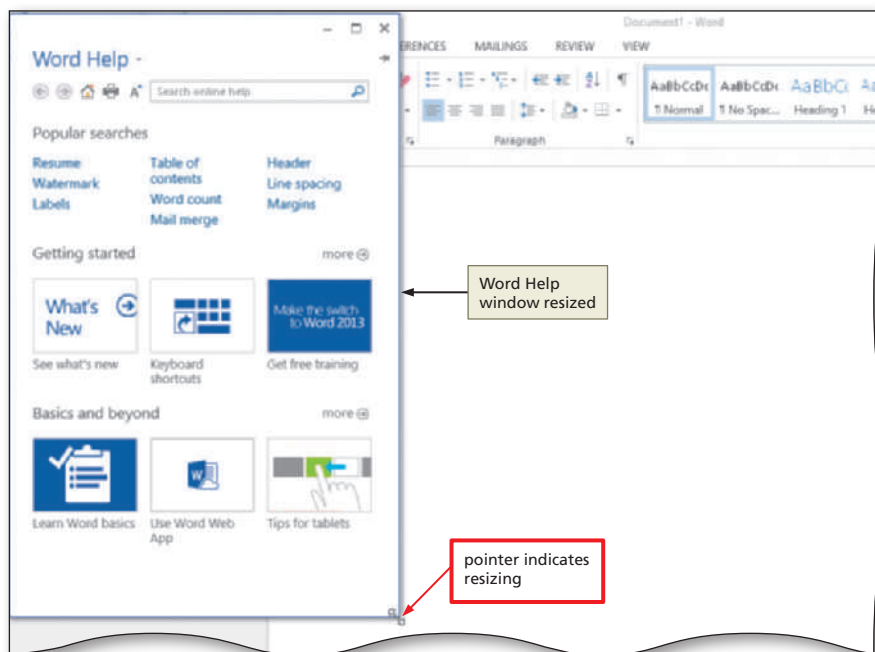 Document1 - Word
Word Help
ERENCES MAILINGS REVIEW VIEW
Search online help
AaBbCcDc AaBbCcDc AaBbC
¶ Normal ¶ No Spac... Heading 1
Paragraph
Popular searches
Resume
Watermark
Labels
Table of
contents
Word count
Mail merge
Header
Line spacing
Margins
Getting started more
Word Help
window resized
What's
New
Make the switch
to Word 2013
See what's new
Keyboard
shortcuts
Get free training
Basics and beyond more
Learn Word basics
Use Word Web
App
Tips for tablets
pointer indicates
resizing